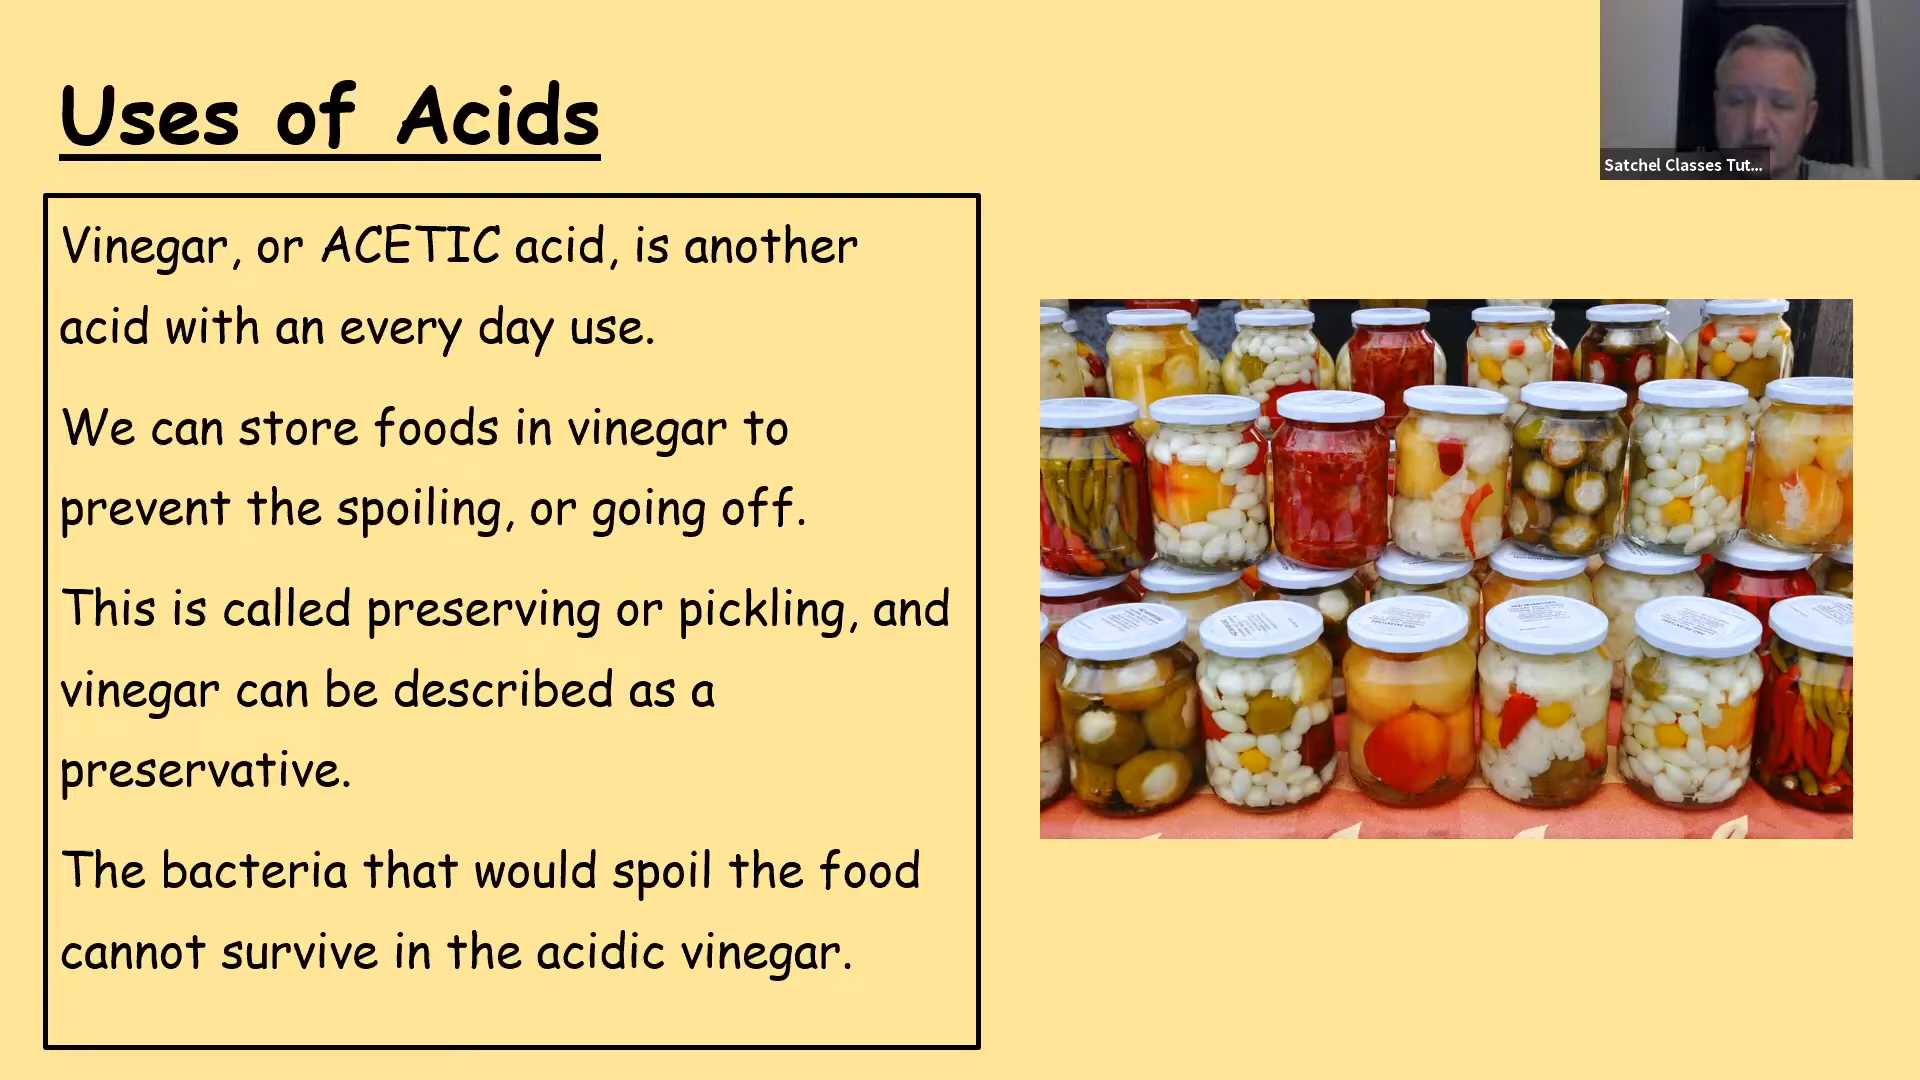 Uses of Acids
Vinegar, or ACETIC acid, is another
acid with an every day use.
We can store foods in vinegar to
prevent the spoiling, or going off.
This is called preserving or pickling, and
vinegar can be described as a
preservative.
The bacteria that would spoil the food
cannot survive in the acidic vinegar.
Satchel Classes Tut...